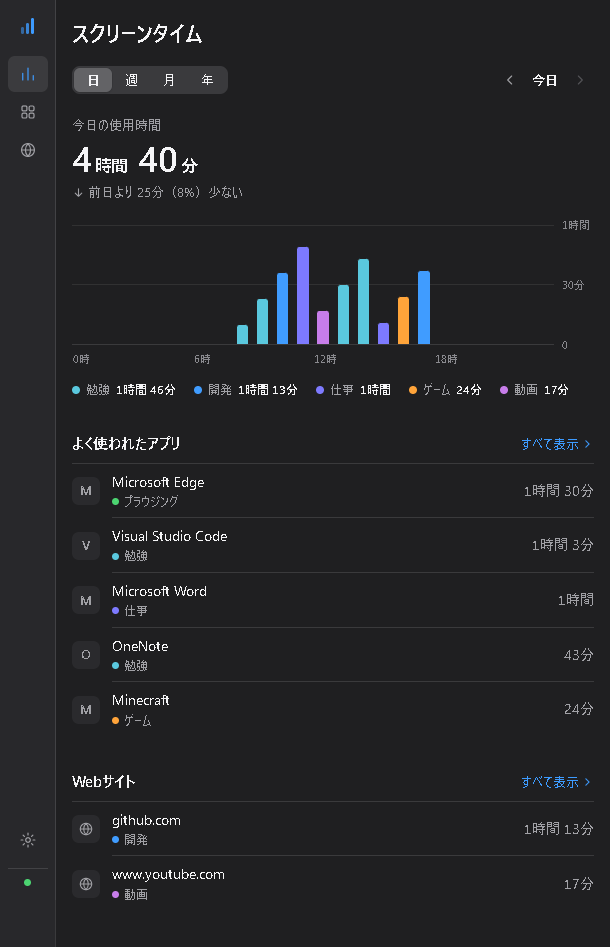 スクリーンタイム
日 週 月 年
今日
今日の使用時間
4時間 40分
↓ 前日より 25分（8%）少ない
1時間
30分
0
0時 6時 12時 18時
勉強 1時間 46分 開発 1時間 13分 仕事 1時間 ゲーム 24分 動画 17分
よく使われたアプリ すべて表示
M Microsoft Edge
ブラウジング
1時間 30分
V Visual Studio Code
勉強
1時間 3分
M Microsoft Word
仕事
1時間
O OneNote
勉強
43分
M Minecraft
ゲーム
24分
Webサイト すべて表示
github.com
開発
1時間 13分
www.youtube.com
動画
17分